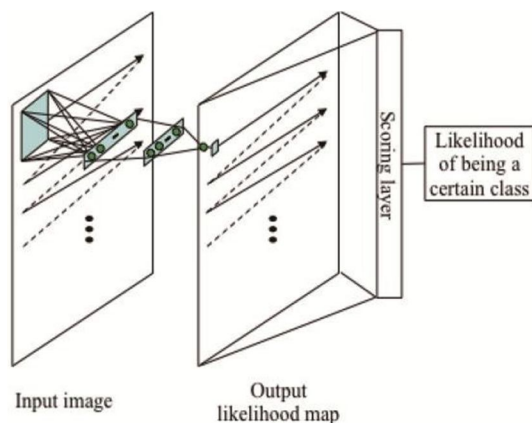 Input image
Output
likelihood map
Scoring layer
Likelihood
of being a
certain class